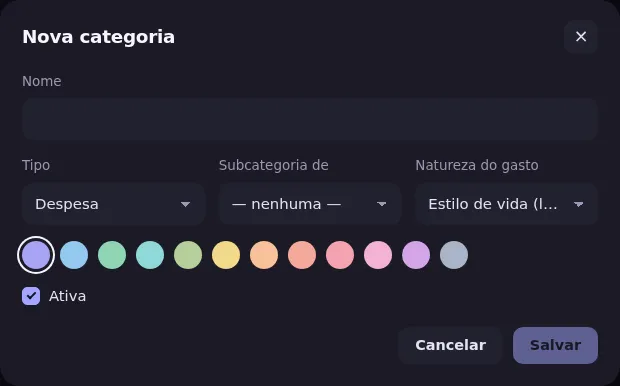 Nova categoria
Nome
Tipo Subcategoria de Natureza do gasto
Despesa — nenhuma — Estilo de vida (l...
Ativa
Cancelar Salvar